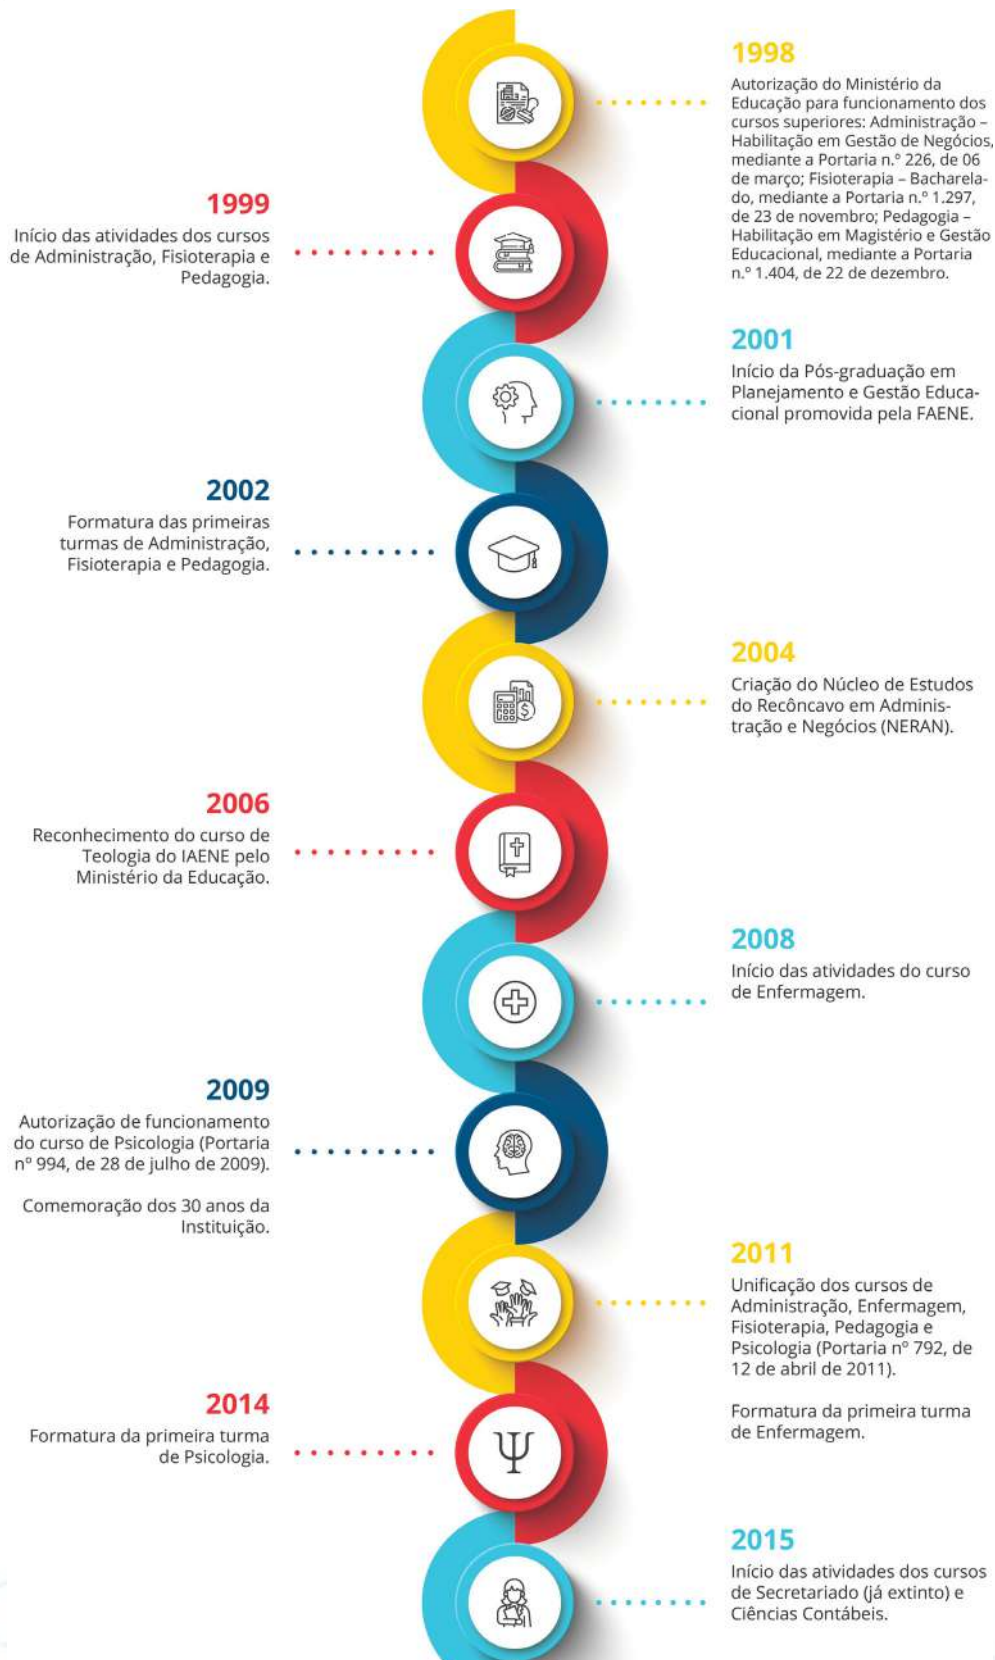 1998
Autorização do Ministério da
Educação para funcionamento dos
cursos superiores: Administração –
Habilitação em Gestão de Negócios,
mediante a Portaria n.º 226, de 06
de março; Fisioterapia – Bacharela-
do, mediante a Portaria n.º 1.297,
de 23 de novembro; Pedagogia –
Habilitação em Magistério e Gestão
Educacional, mediante a Portaria
n.º 1.404, de 22 de dezembro.
1999
Início das atividades dos cursos
de Administração, Fisioterapia e
Pedagogia.
2001
Início da Pós-graduação em
Planejamento e Gestão Educa-
cional promovida pela FAENE.
2002
Formatura das primeiras
turmas de Administração,
Fisioterapia e Pedagogia.
2004
Criação do Núcleo de Estudos
do Recôncavo em Adminis-
tração e Negócios (NERAN).
2006
Reconhecimento do curso de
Teologia do IAENE pelo
Ministério da Educação.
2008
Início das atividades do curso
de Enfermagem.
2009
Autorização de funcionamento
do curso de Psicologia (Portaria
nº 994, de 28 de julho de 2009).
Comemoração dos 30 anos da
Instituição.
2011
Unificação dos cursos de
Administração, Enfermagem,
Fisioterapia, Pedagogia e
Psicologia (Portaria nº 792, de
12 de abril de 2011).
Formatura da primeira turma
de Enfermagem.
2014
Formatura da primeira turma
de Psicologia.
Ψ
2015
Início das atividades dos cursos
de Secretariado (já extinto) e
Ciências Contábeis.